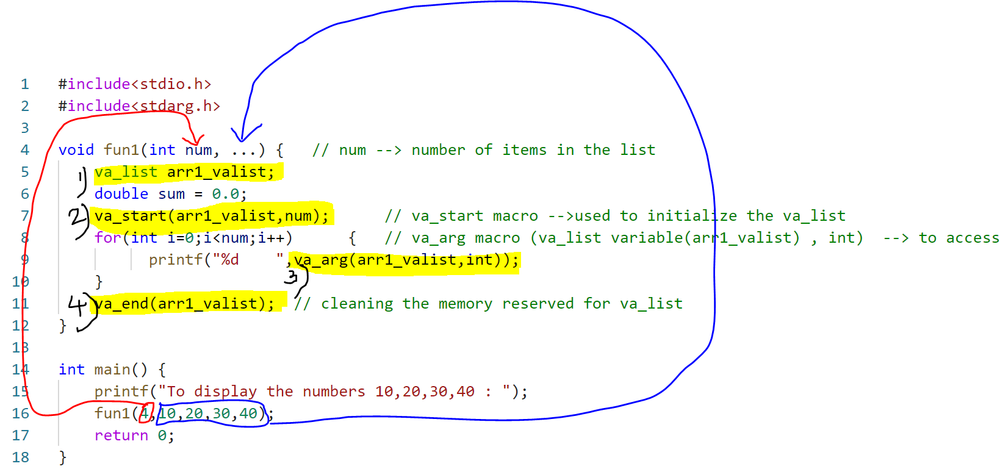 1 #include<stdio.h>
2 #include<stdarg.h>
3
4 void fun1(int num, ...) { // num --> number of items in the list
1) 5 va_list arr1_valist;
6 double sum = 0.0;
2) 7 va_start(arr1_valist,num); // va_start macro -->used to initialize the va_list
8 for(int i=0;i<num;i++) { // va_arg macro (va_list variable(arr1_valist) , int) --> to access
9 printf("%d    ",va_arg(arr1_valist,int));
10 } 3)
4) 11 va_end(arr1_valist); // cleaning the memory reserved for va_list
12 }
13
14 int main() {
15 printf("To display the numbers 10,20,30,40 : ");
16 fun1(4,10,20,30,40);
17 return 0;
18 }